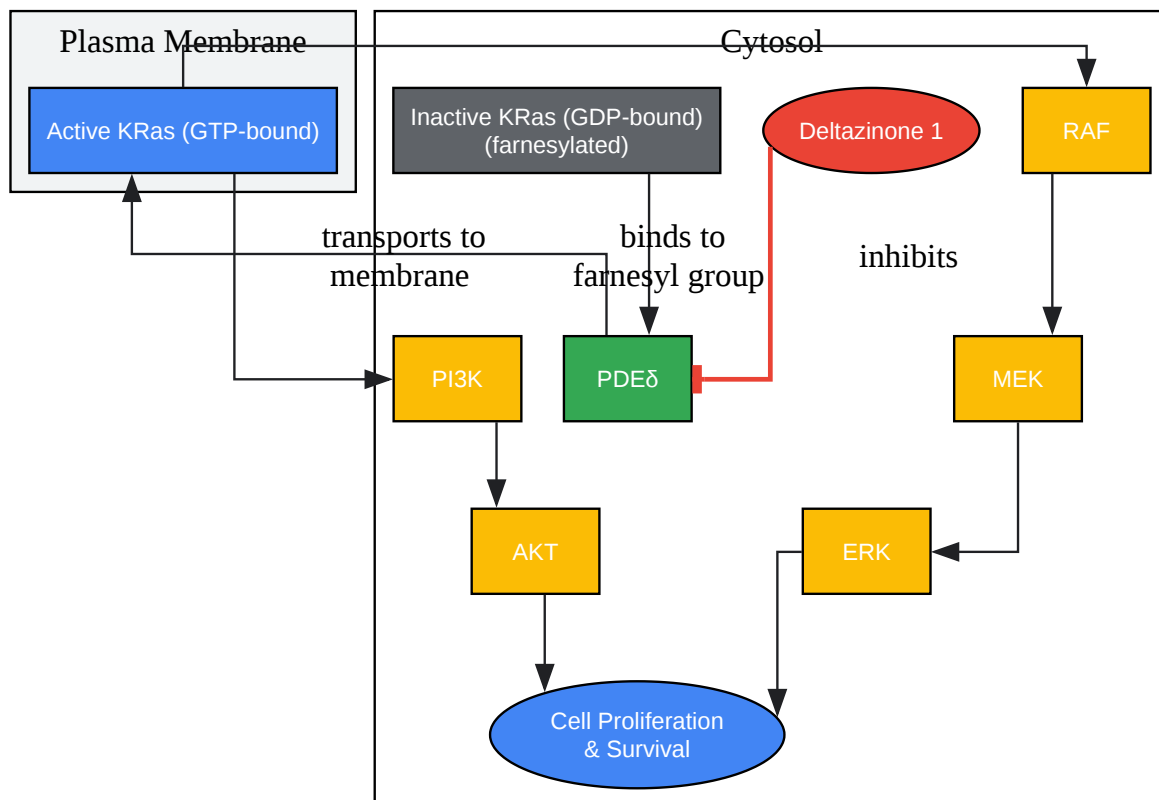 Plasma Membrane
Cytosol
Active KRas (GTP-bound)
Inactive KRas (GDP-bound)
(farnesylated)
Deltazinone 1
RAF
transports to
membrane
binds to
farnesyl group
inhibits
PI3K
PDEδ
MEK
AKT
ERK
Cell Proliferation
& Survival